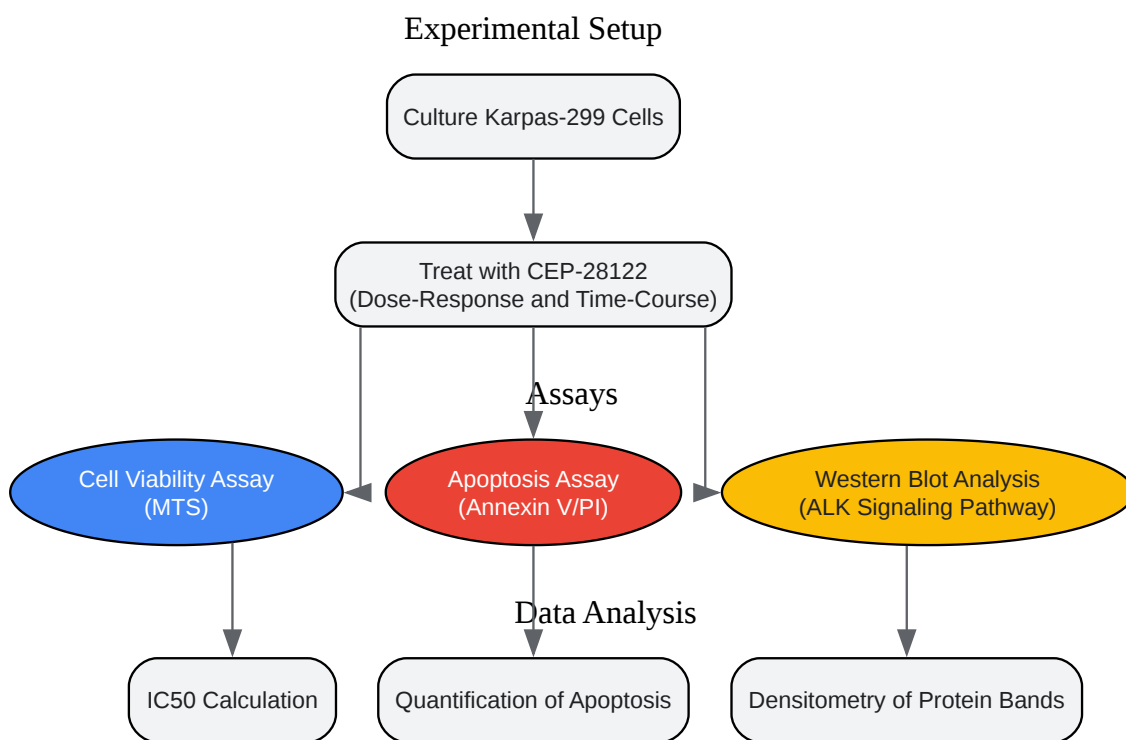 Experimental Setup
Culture Karpas-299 Cells
Treat with CEP-28122
(Dose-Response and Time-Course)
Assays
Cell Viability Assay
(MTS)
Apoptosis Assay
(Annexin V/PI)
Western Blot Analysis
(ALK Signaling Pathway)
Data Analysis
IC50 Calculation
Quantification of Apoptosis
Densitometry of Protein Bands